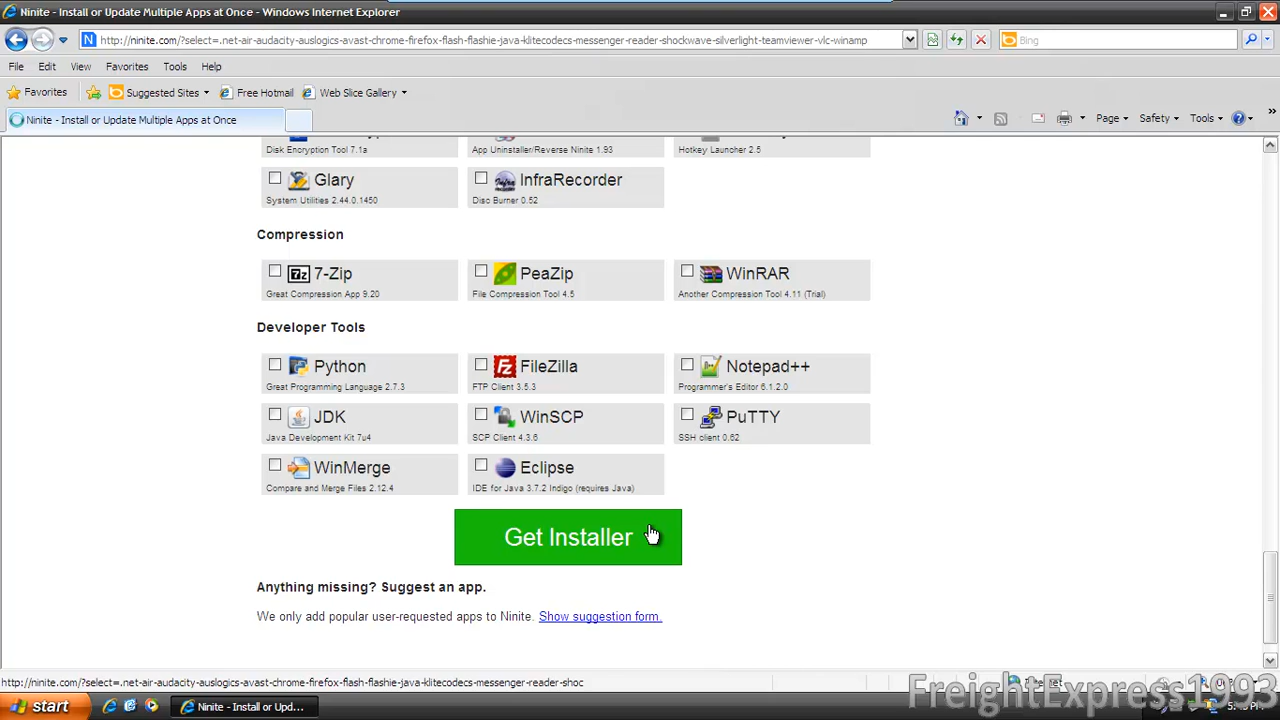 Ninite - Install or Update Multiple Apps at Once - Windows Internet Explorer
http://ninite.com/?select=.net-air-audacity-auslogics-avast-chrome-firefox-flash-flashie-java-klitecodecs-messenger-reader-shockwave-silverlight-teamviewer-vlc-winamp
Bing
File Edit View Favorites Tools Help
Favorites Suggested Sites Free Hotmail Web Slice Gallery
Ninite - Install or Update Multiple Apps at Once
Page Safety Tools
Disk Encryption Tool 7.1a App Uninstaller/Reverse Ninite 1.93 Hotkey Launcher 2.5
Glary InfraRecorder
System Utilities 2.44.0.1450 Disc Burner 0.52
Compression
7-Zip PeaZip WinRAR
Great Compression App 9.20 File Compression Tool 4.5 Another Compression Tool 4.11 (Trial)
Developer Tools
Python FileZilla Notepad++
Great Programming Language 2.7.3 FTP Client 3.5.3 Programmer's Editor 6.1.2.0
JDK WinSCP PuTTY
Java Development Kit 7u4 SCP Client 4.3.6 SSH client 0.62
WinMerge Eclipse
Compare and Merge Files 2.12.4 IDE for Java 3.7.2 Indigo (requires Java)
Get Installer
Anything missing? Suggest an app.
We only add popular user-requested apps to Ninite. Show suggestion form.
http://ninite.com/?select=.net-air-audacity-auslogics-avast-chrome-firefox-flash-flashie-java-klitecodecs-messenger-reader-shoc
FreightExpress1993
start Ninite - Install or Upd...